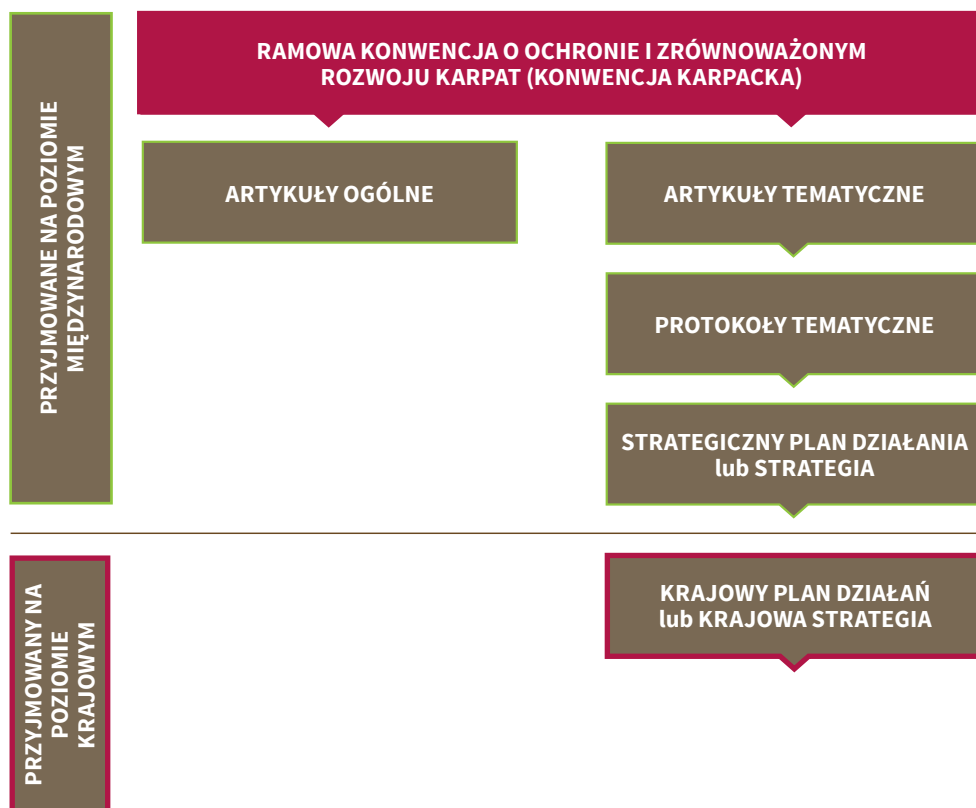 PRZYJMOWANE NA POZIOMIE
MIĘDZYNARODOWYM
RAMOWA KONWENCJA O OCHRONIE I ZRÓWNOWAŻONYM
ROZWOJU KARPAT (KONWENCJA KARPACKA)
ARTYKUŁY OGÓLNE
ARTYKUŁY TEMATYCZNE
PROTOKOŁY TEMATYCZNE
STRATEGICZNY PLAN DZIAŁANIA
lub STRATEGIA
PRZYJMOWANY NA
POZIOMIE
KRAJOWYM
KRAJOWY PLAN DZIAŁAŃ
lub KRAJOWA STRATEGIA